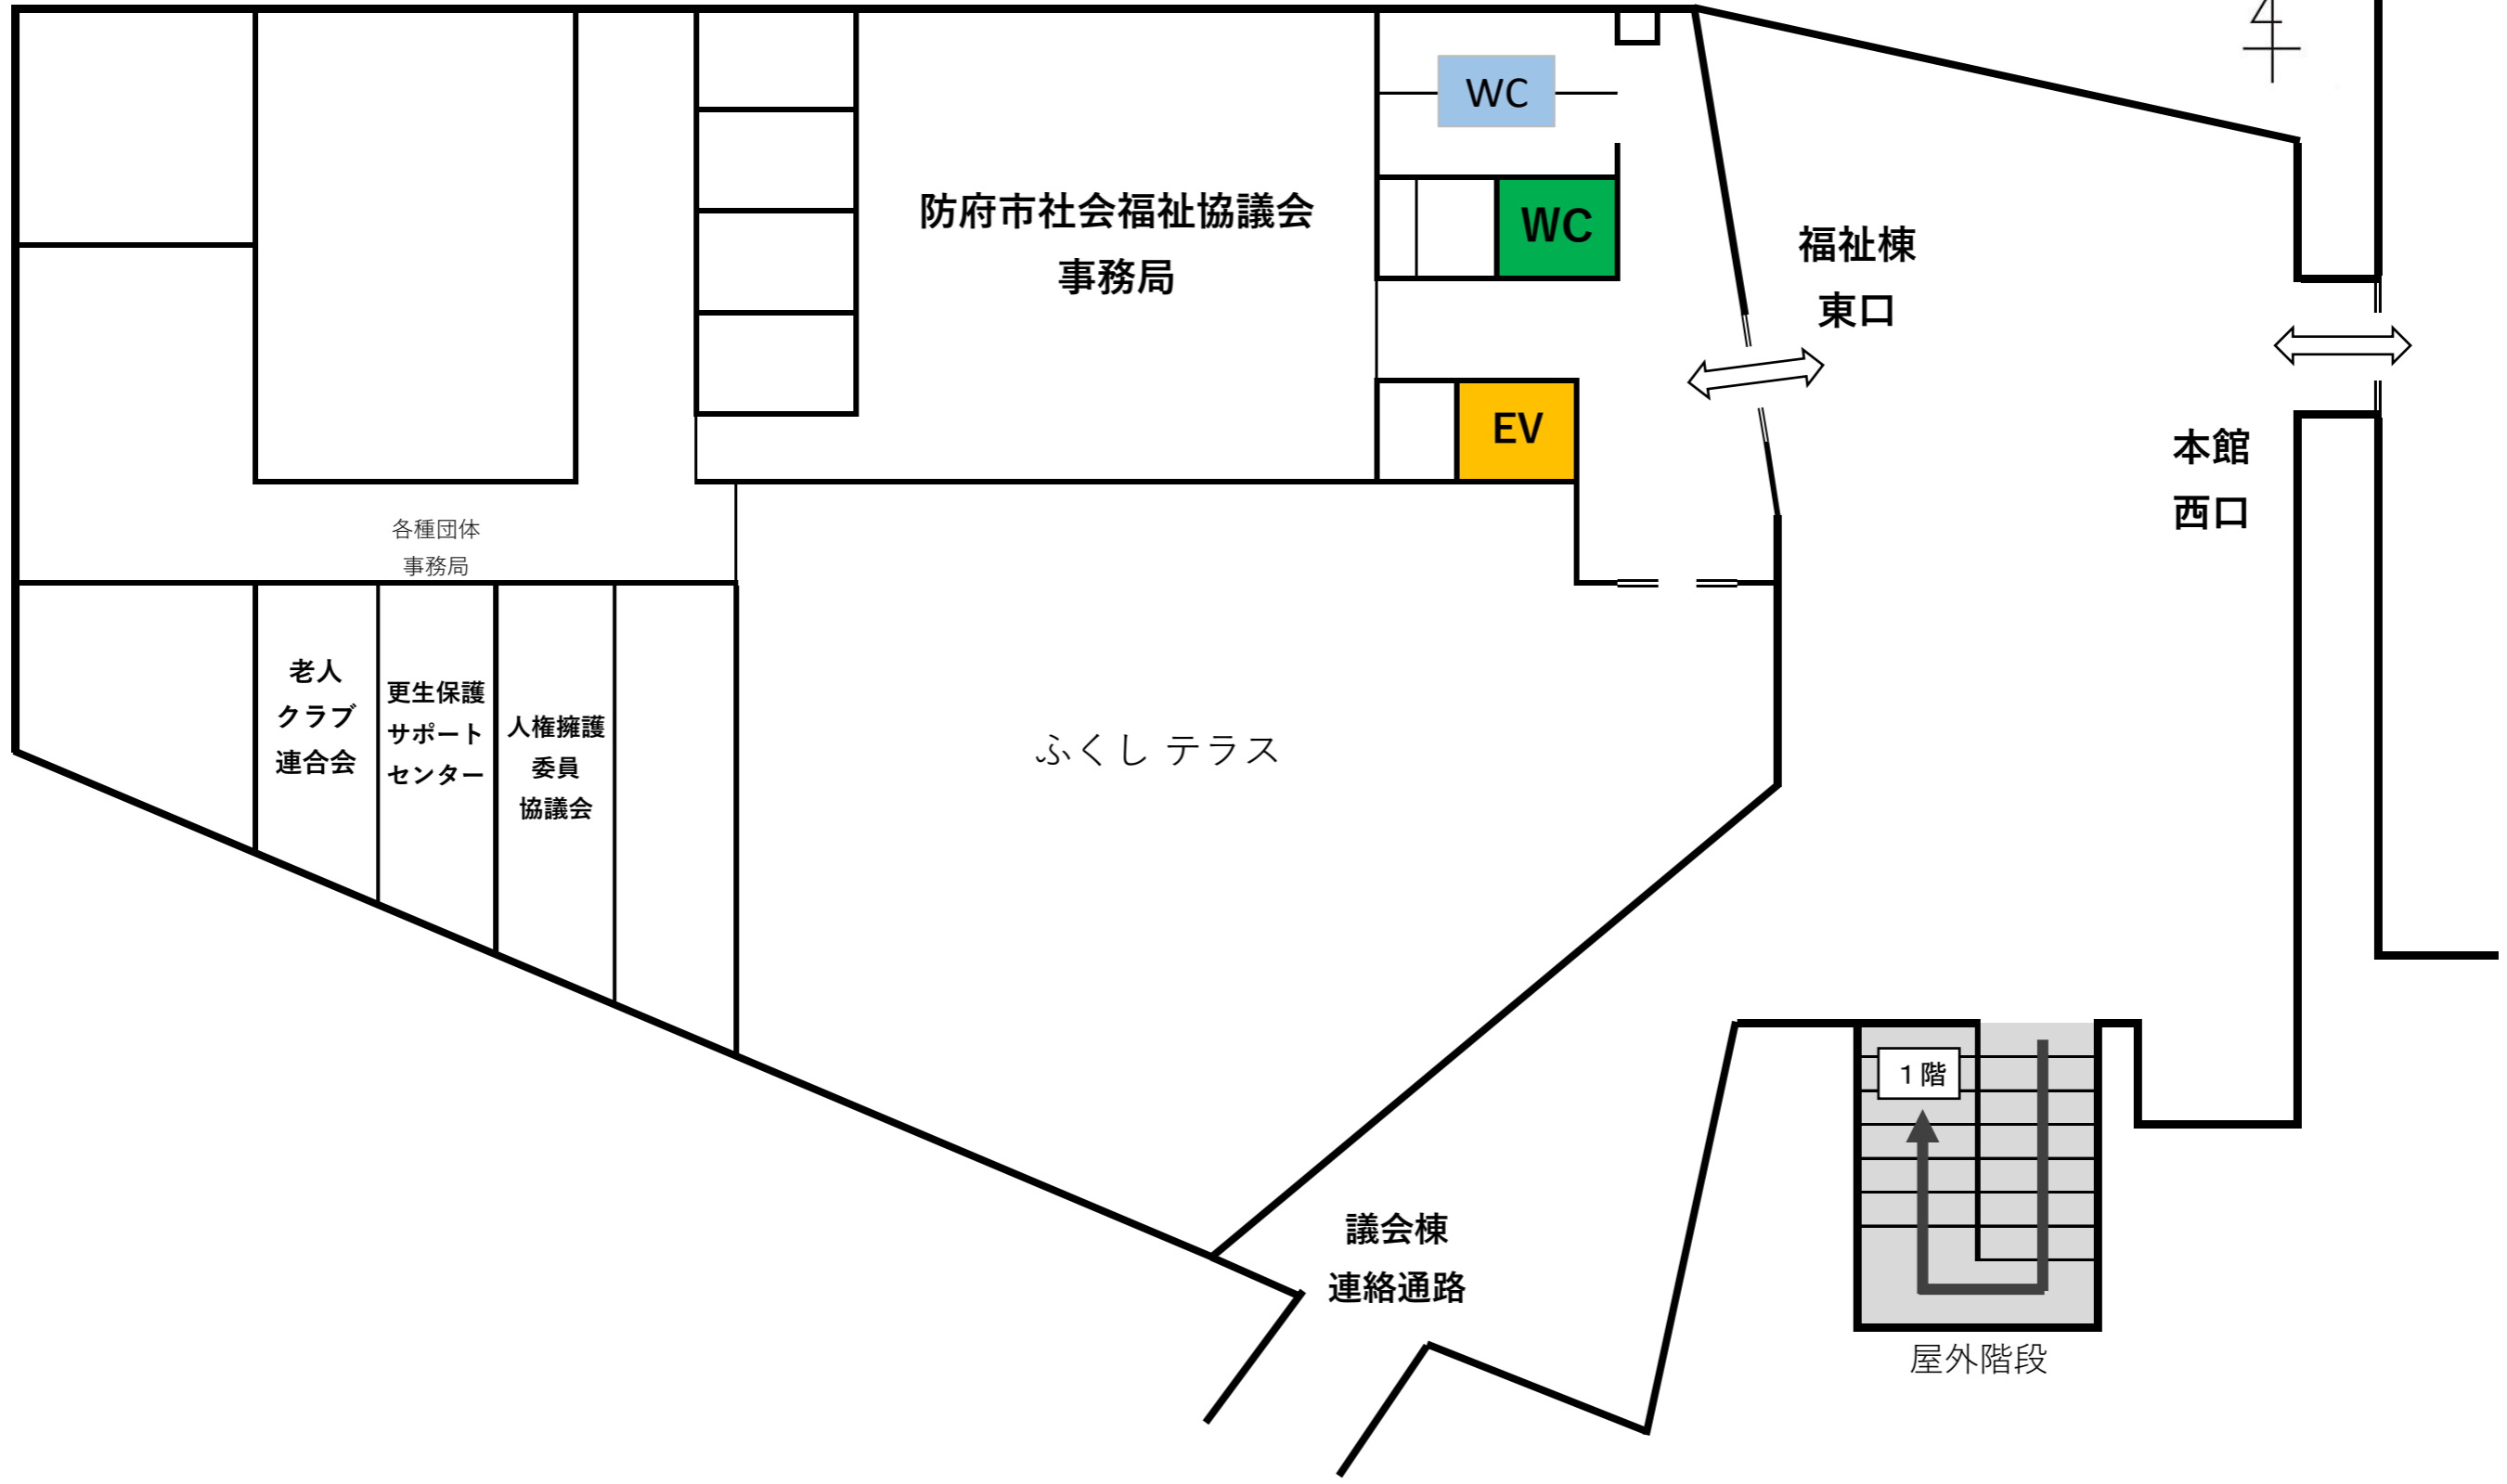 WC
防府市社会福祉協議会
事務局
WC
福祉棟
東口
EV
本館
西口
各種団体
事務局
老人
クラブ
連合会
更生保護
サポート
センター
人権擁護
委員
協議会
ふくし テラス
1階
議会棟
連絡通路
屋外階段